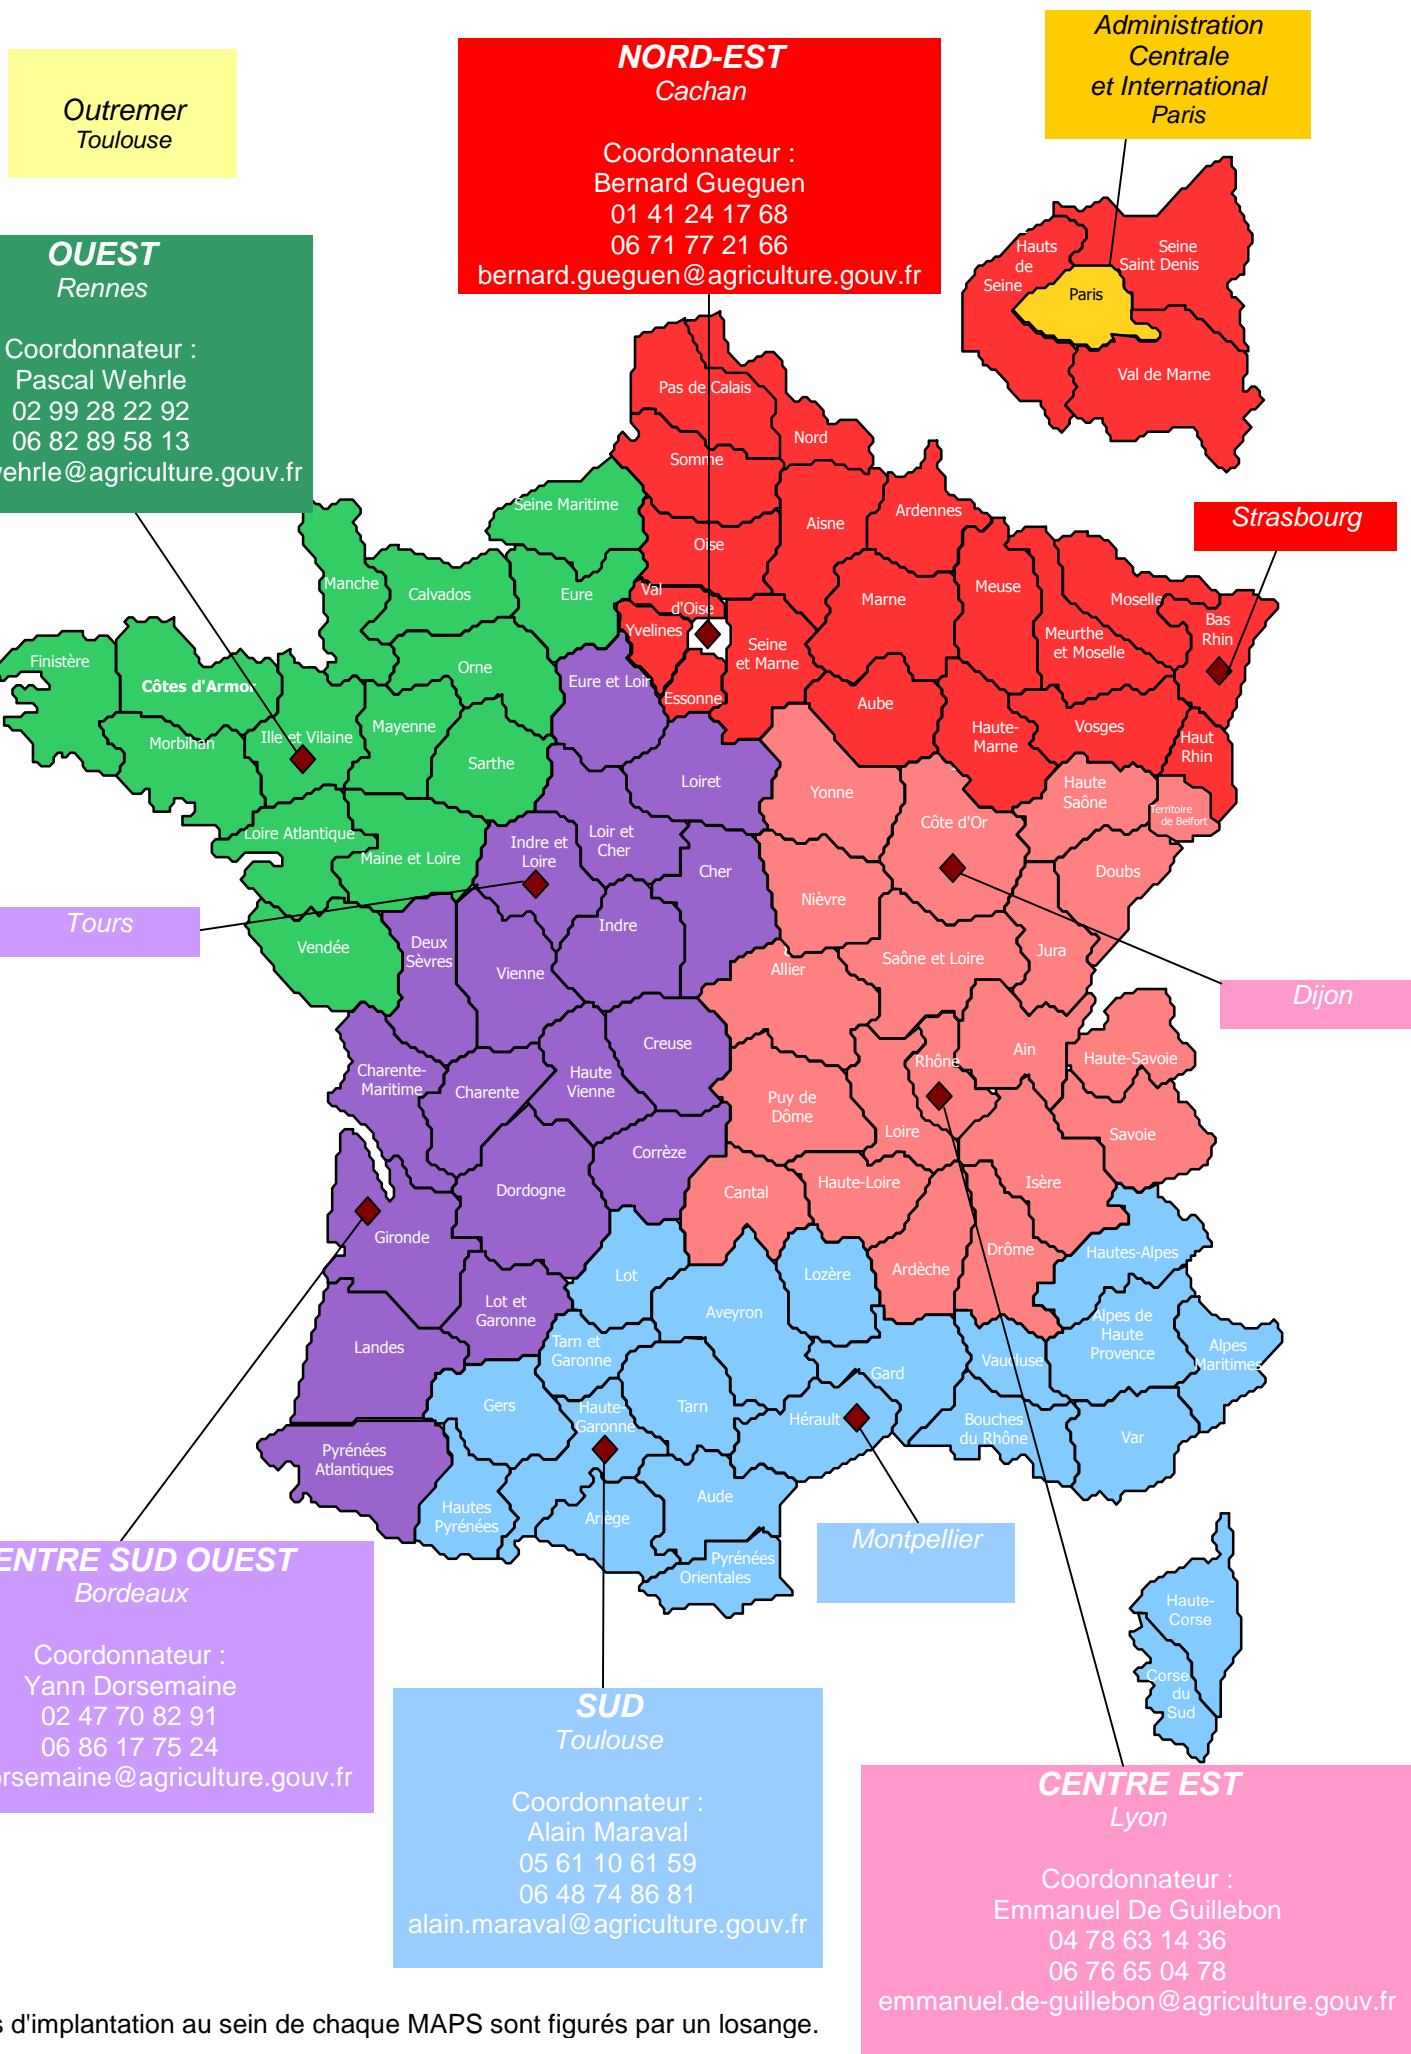 Outremer
Toulouse
NORD-EST
Cachan
Coordonnateur :
Bernard Gueguen
01 41 24 17 68
06 71 77 21 66
bernard.gueguen@agriculture.gouv.fr
Administration
Centrale
et International
Paris
Hauts
de
Seine
Seine
Saint Denis
Paris
Val de Marne
OUEST
Rennes
Coordonnateur :
Pascal Wehrle
02 99 28 22 92
06 82 89 58 13
ehrle@agriculture.gouv.fr
Strasbourg
Pas de Calais
Nord
Somme
Seine Maritime
Aisne
Ardennes
Oise
Manche
Calvados
Eure
Val
d'Oise
Marne
Meuse
Moselle
Bas
Rhin
Yvelines
Seine
et Marne
Meurthe
et Moselle
Finistère
Côtes d'Armor
Orne
Eure et Loir
Essonne
Aube
Haute-
Marne
Vosges
Haut
Rhin
Morbihan
Ille et Vilaine
Mayenne
Sarthe
Loiret
Yonne
Côte d'Or
Haute
Saône
Territoire
de Belfort
Loire Atlantique
Maine et Loire
Indre et
Loire
Loir et
Cher
Cher
Nièvre
Doubs
Tours
Vendée
Deux
Sèvres
Vienne
Indre
Allier
Saône et Loire
Jura
Dijon
Charente-
Maritime
Charente
Haute
Vienne
Creuse
Puy de
Dôme
Loire
Rhône
Ain
Haute-Savoie
Savoie
Corrèze
Dordogne
Cantal
Haute-Loire
Isère
Gironde
Lot
Lozère
Ardèche
Drôme
Hautes-Alpes
Landes
Lot et
Garonne
Tarn et
Garonne
Aveyron
Gard
Vaucluse
Alpes de
Haute
Provence
Alpes
Maritimes
Gers
Haute-
Garonne
Tarn
Hérault
Bouches
du Rhône
Var
Pyrénées
Atlantiques
Hautes
Pyrénées
Ariège
Aude
Pyrénées
Orientales
Montpellier
Haute-
Corse
Corse
du
Sud
ENTRE SUD OUEST
Bordeaux
Coordonnateur :
Yann Dorsemaine
02 47 70 82 91
06 86 17 75 24
orsemaine@agriculture.gouv.fr
SUD
Toulouse
Coordonnateur :
Alain Maraval
05 61 10 61 59
06 48 74 86 81
alain.maraval@agriculture.gouv.fr
CENTRE EST
Lyon
Coordonnateur :
Emmanuel De Guillebon
04 78 63 14 36
06 76 65 04 78
emmanuel.de-guillebon@agriculture.gouv.fr
s d'implantation au sein de chaque MAPS sont figurés par un losange.